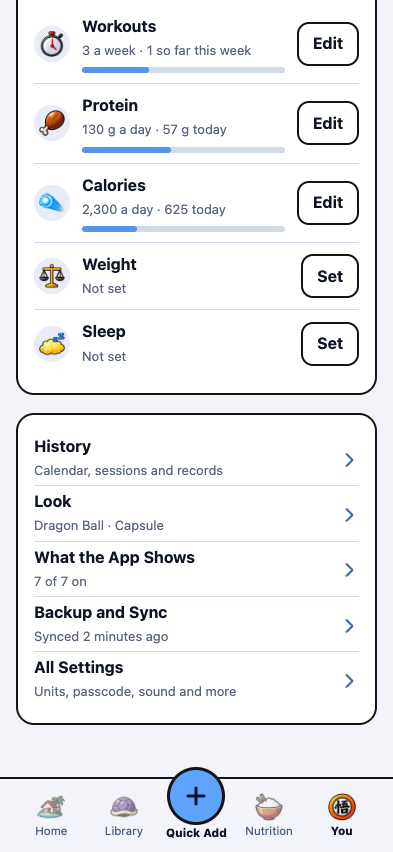 Workouts
3 a week · 1 so far this week
Edit
Protein
130 g a day · 57 g today
Edit
Calories
2,300 a day · 625 today
Edit
Weight
Not set
Set
Sleep
Not set
Set
History
Calendar, sessions and records
Look
Dragon Ball · Capsule
What the App Shows
7 of 7 on
Backup and Sync
Synced 2 minutes ago
All Settings
Units, passcode, sound and more
Home
Library
Quick Add
Nutrition
悟
You